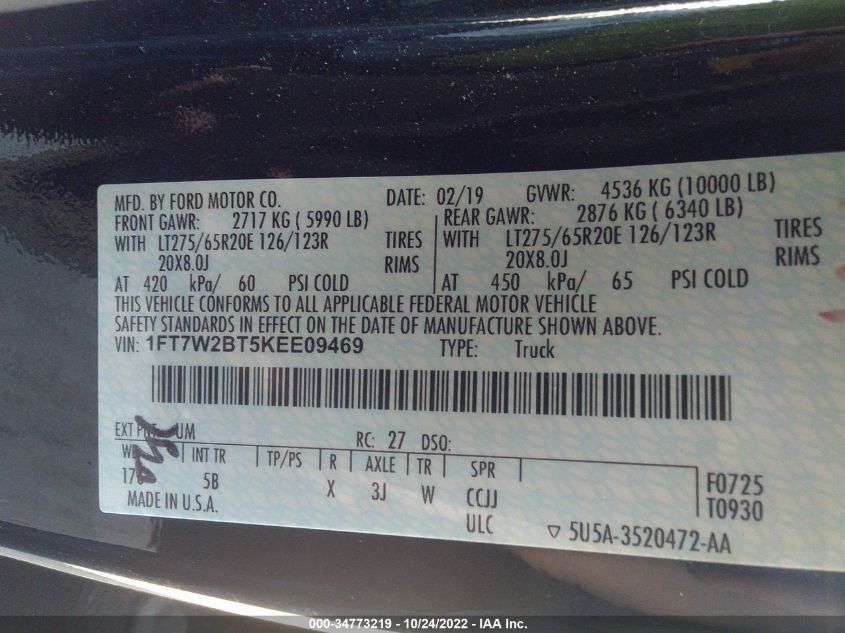 MFD. BY FORD MOTOR CO. DATE: 02/19 GVWR: 4536 KG (10000 LB)
FRONT GAWR: 2717 KG ( 5990 LB) REAR GAWR: 2876 KG ( 6340 LB)
WITH LT275/65R20E 126/123R TIRES WITH LT275/65R20E 126/123R TIRES
20X8.0J RIMS 20X8.0J RIMS
AT 420 kPa/ 60 PSI COLD AT 450 kPa/ 65 PSI COLD
THIS VEHICLE CONFORMS TO ALL APPLICABLE FEDERAL MOTOR VEHICLE
SAFETY STANDARDS IN EFFECT ON THE DATE OF MANUFACTURE SHOWN ABOVE.
VIN: 1FT7W2BT5KEE09469 TYPE: Truck
EXT UM RC: 27 DSO:
INT TR TP/PS R AXLE TR SPR F0725
5B X 3J W CCJJ T0930
MADE IN U.S.A. ULC 5U5A-3520472-AA
000-34773219 - 10/24/2022 - IAA Inc.